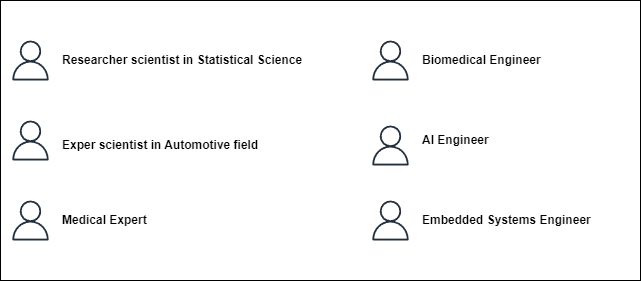 Researcher scientist in Statistical Science
Biomedical Engineer
Exper scientist in Automotive field
AI Engineer
Medical Expert
Embedded Systems Engineer